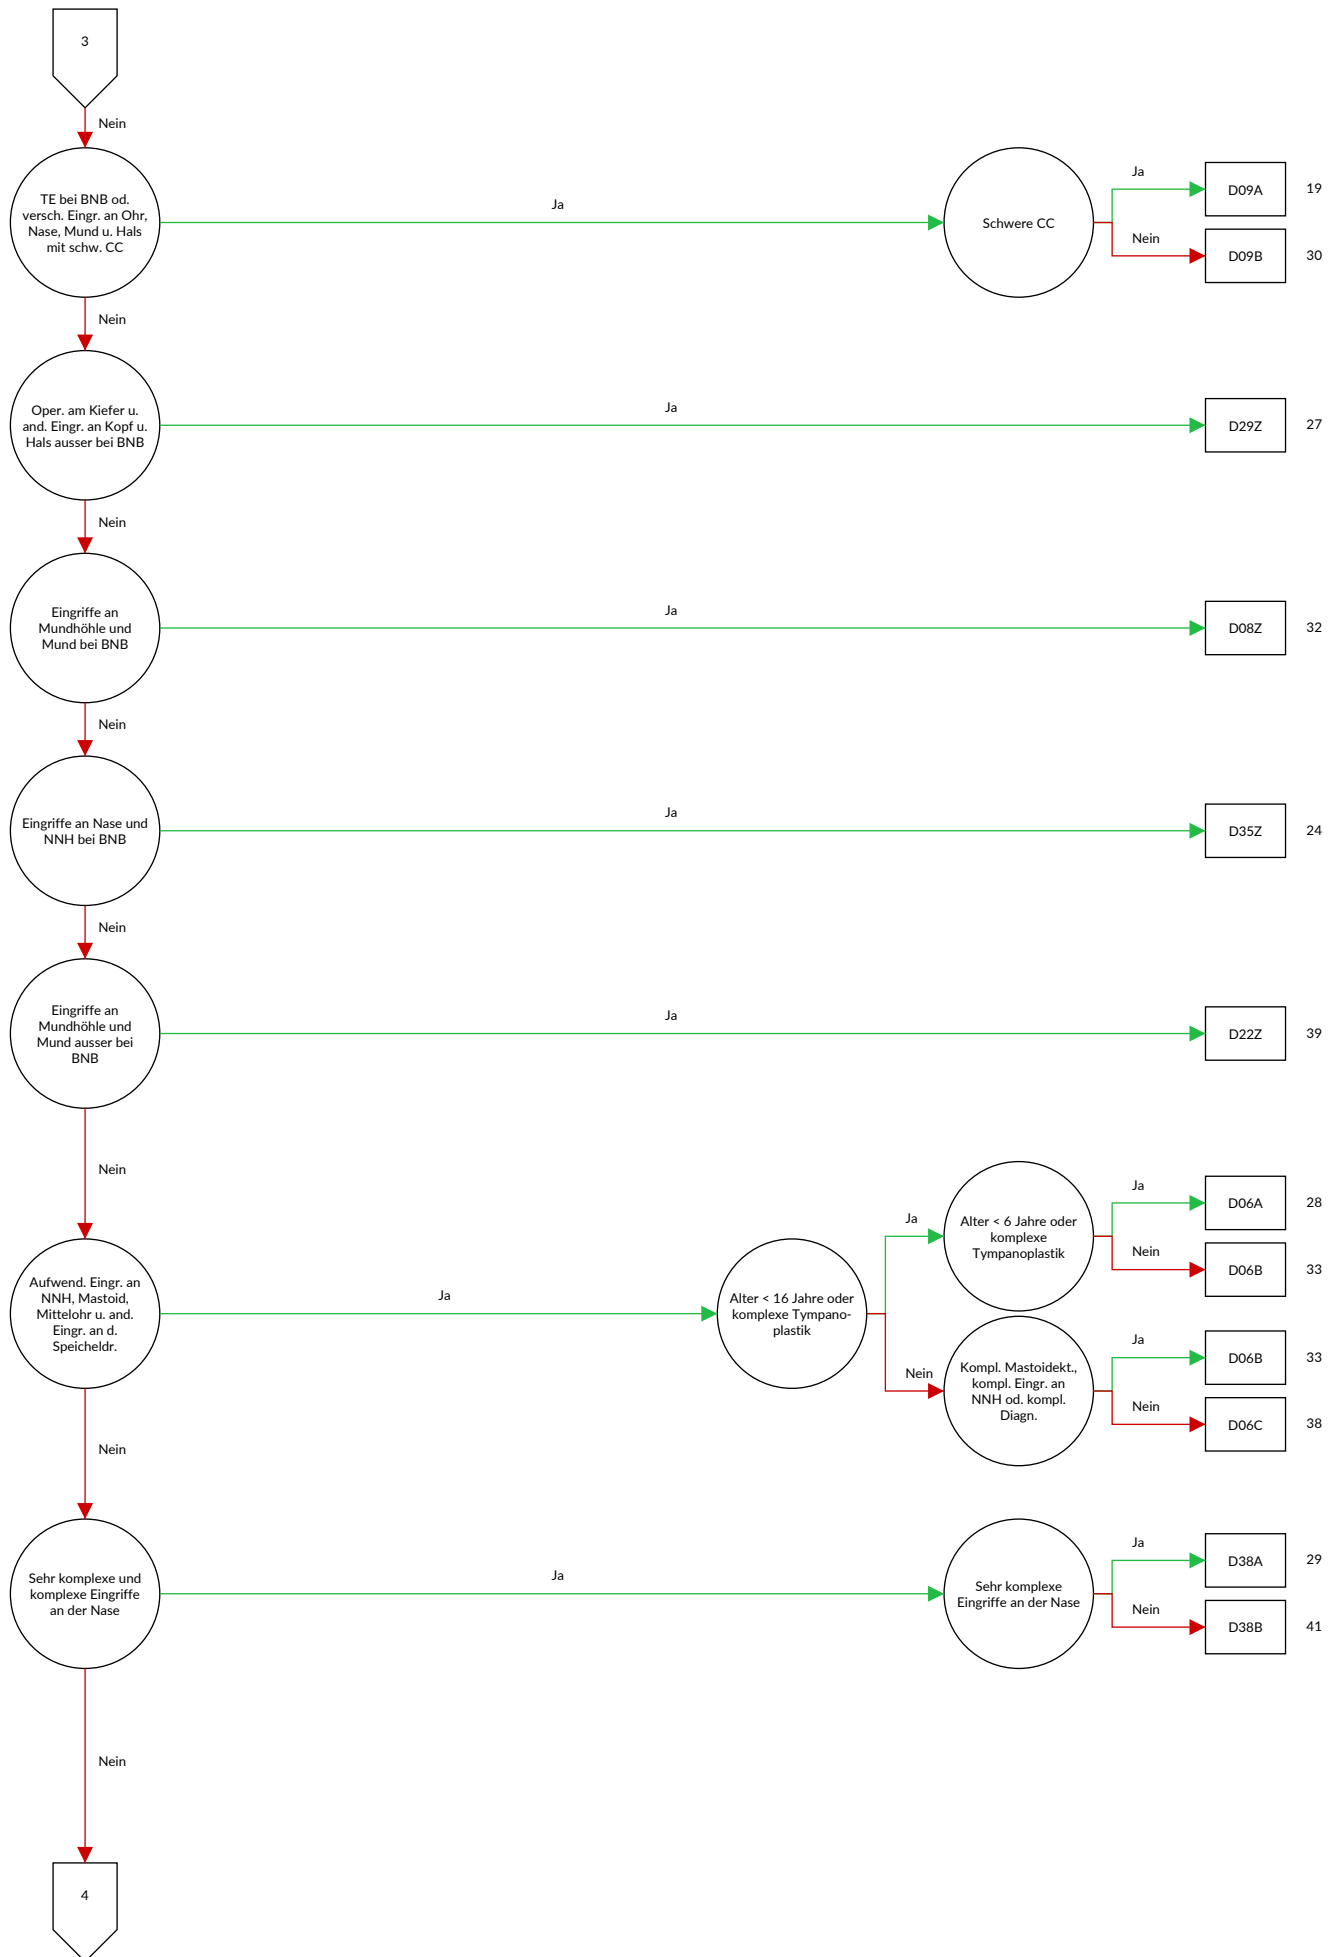 3
Nein
TE bei BNB od.
versch. Eingr. an Ohr,
Nase, Mund u. Hals
mit schw. CC
Ja
Schwere CC
Ja
D09A
19
Nein
D09B
30
Nein
Oper. am Kiefer u.
and. Eingr. an Kopf u.
Hals ausser bei BNB
Ja
D29Z
27
Nein
Eingriffe an
Mundhöhle und
Mund bei BNB
Ja
D08Z
32
Nein
Eingriffe an Nase und
NNH bei BNB
Ja
D35Z
24
Nein
Eingriffe an
Mundhöhle und
Mund ausser bei
BNB
Ja
D22Z
39
Nein
Aufwend. Eingr. an
NNH, Mastoid,
Mittelohr u. and.
Eingr. an d.
Speicheldr.
Ja
Alter < 16 Jahre oder
komplexe Tympano-
plastik
Ja
Alter < 6 Jahre oder
komplexe
Tympanoplastik
Ja
D06A
28
Nein
D06B
33
Nein
Kompl. Mastoidekt.,
kompl. Eingr. an
NNH od. kompl.
Diagn.
Ja
D06B
33
Nein
D06C
38
Nein
Sehr komplexe und
komplexe Eingriffe
an der Nase
Ja
Sehr komplexe
Eingriffe an der Nase
Ja
D38A
29
Nein
D38B
41
Nein
4